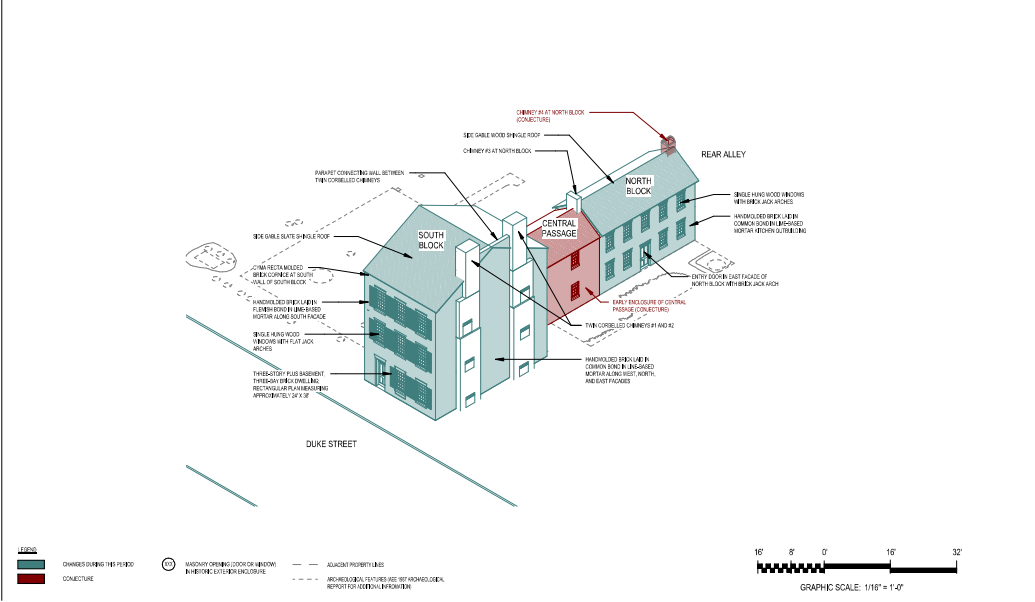 CHIMNEY #4 AT NORTH BLOCK
(CONJECTURE)
SIDE GABLE WOOD SHINGLE ROOF
CHIMNEY #3 AT NORTH BLOCK
REAR ALLEY
PARAPET CONNECTING WALL BETWEEN
TWIN CORBELLED CHIMNEYS
NORTH
BLOCK
SINGLE HUNG WOOD WINDOWS
WITH BRICK JACK ARCHES
HANDMOLDED BRICK LAID IN
COMMON BOND IN LIME-BASED
MORTAR KITCHEN OUTBUILDING
CENTRAL
PASSAGE
SOUTH
BLOCK
SIDE GABLE SLATE SHINGLE ROOF
CYMA RECTA MOLDED
BRICK CORNICE AT SOUTH
WALL OF SOUTH BLOCK
ENTRY DOOR IN EAST FACADE OF
NORTH BLOCK WITH BRICK JACK ARCH
HANDMOLDED BRICK LAID IN
FLEMISH BOND IN LIME-BASED
MORTAR ALONG SOUTH FACADE
EARLY ENCLOSURE OF CENTRAL
PASSAGE (CONJECTURE)
TWIN CORBELLED CHIMNEYS #1 AND #2
SINGLE HUNG WOOD
WINDOWS WITH FLAT JACK
ARCHES
HANDMOLDED BRICK LAID IN
COMMON BOND IN LINE-BASED
MORTAR ALONG WEST, NORTH,
AND EAST FACADES
THREE-STORY PLUS BASEMENT,
THREE-BAY BRICK DWELLING;
RECTANGULAR PLAN MEASURING
APPROXIMATELY 24' X 38'
DUKE STREET
LEGEND
CHANGES DURING THIS PERIOD
CONJECTURE
MASONRY OPENING (DOOR OR WINDOW)
IN HISTORIC EXTERIOR ENCLOSURE
ADJACENT PROPERTY LINES
ARCHAEOLOGICAL FEATURES (SEE 1987 ARCHAEOLOGICAL
REPPORT FOR ADDITIONAL INFROMATION)
16' 8' 0' 16' 32'
GRAPHIC SCALE: 1/16" = 1'-0"